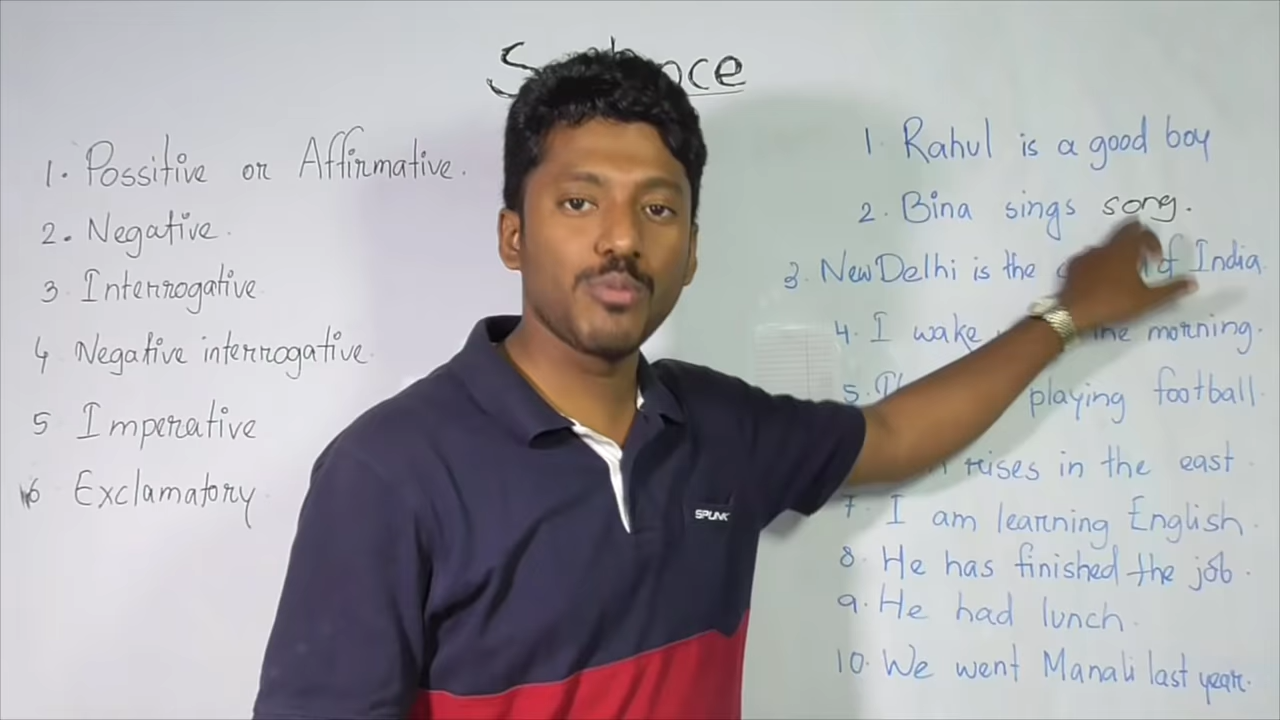 1. Possitive or Affirmative.
2. Negative.
3. Interrogative
4 Negative interrogative.
5 Imperative
6 Exclamatory
1. Rahul is a good boy
2. Bina sings song.
3. New Delhi is the of India
4. I wake the morning.
5. playing football.
rises in the east.
7. I am learning English.
8. He has finished the job.
9. He had lunch.
10. We went Manali last year.
SPUNK